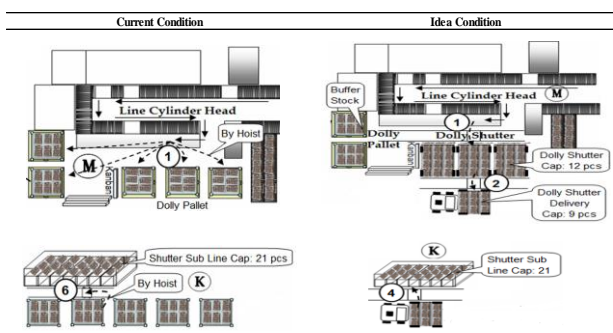 Current Condition
Idea Condition
Line Cylinder Head
By Hoist
M
1
Kanban
Dolly Pallet
Shutter Sub Line Cap: 21 pcs
6
By Hoist
K
Buffer
Stock
Line Cylinder Head
M
1
Dolly
Pallet
Dolly Shutter
Dolly Shutter
Cap: 12 pcs
2
Dolly Shutter
Delivery
Cap: 9 pcs
K
Shutter Sub
Line Cap: 21
4